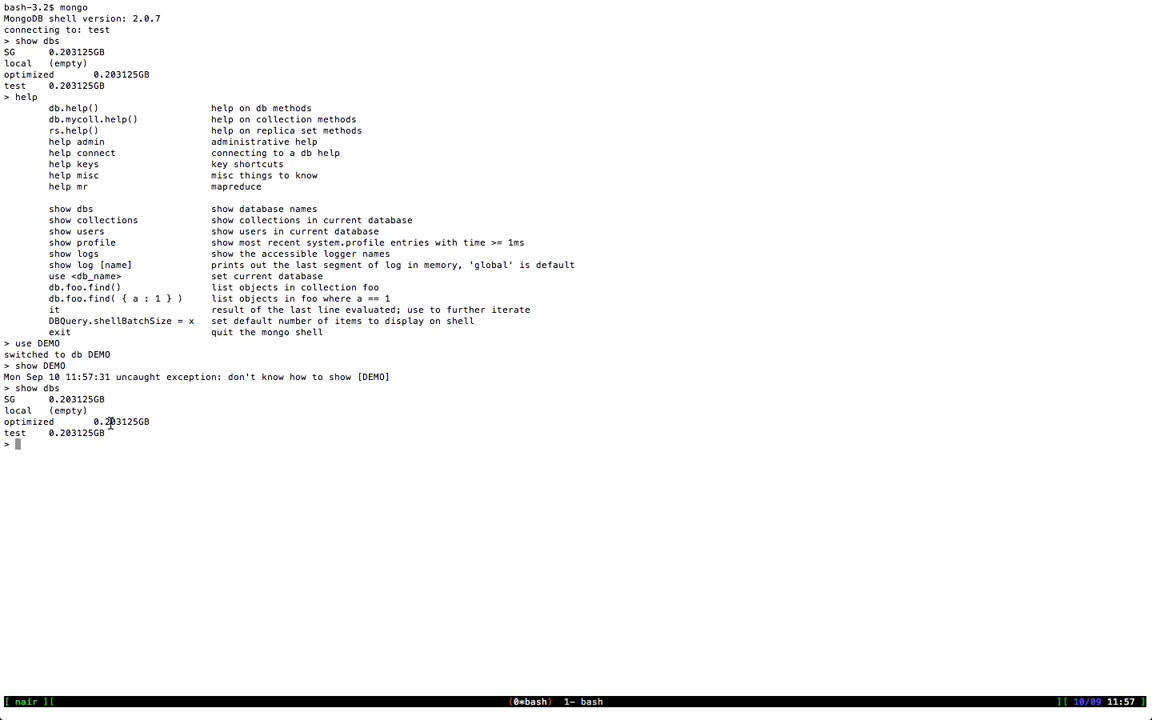 bash-3.2$ mongo
MongoDB shell version: 2.0.7
connecting to: test
> show dbs
SG      0.203125GB
local   (empty)
optimized       0.203125GB
test    0.203125GB
> help
        db.help()                    help on db methods
        db.mycoll.help()             help on collection methods
        rs.help()                    help on replica set methods
        help admin                   administrative help
        help connect                 connecting to a db help
        help keys                    key shortcuts
        help misc                    misc things to know
        help mr                      mapreduce

        show dbs                     show database names
        show collections             show collections in current database
        show users                   show users in current database
        show profile                 show most recent system.profile entries with time >= 1ms
        show logs                    show the accessible logger names
        show log [name]              prints out the last segment of log in memory, 'global' is default
        use <db_name>                set current database
        db.foo.find()                list objects in collection foo
        db.foo.find( { a : 1 } )     list objects in foo where a == 1
        it                           result of the last line evaluated; use to further iterate
        DBQuery.shellBatchSize = x   set default number of items to display on shell
        exit                         quit the mongo shell
> use DEMO
switched to db DEMO
> show DEMO
Mon Sep 10 11:57:31 uncaught exception: don't know how to show [DEMO]
> show dbs
SG      0.203125GB
local   (empty)
optimized       0.203125GB
test    0.203125GB
>
[ nair ][ (0*bash) 1- bash ][ 10/09 11:57 ]